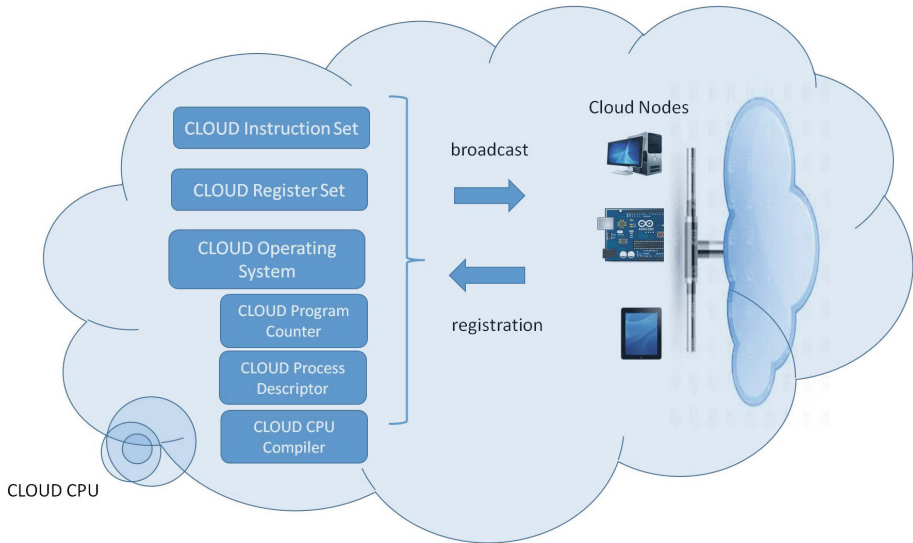 Cloud Nodes
CLOUD Instruction Set
broadcast
CLOUD Register Set
CLOUD Operating
System
CLOUD Program
Counter
registration
CLOUD Process
Descriptor
CLOUD CPU
Compiler
CLOUD CPU